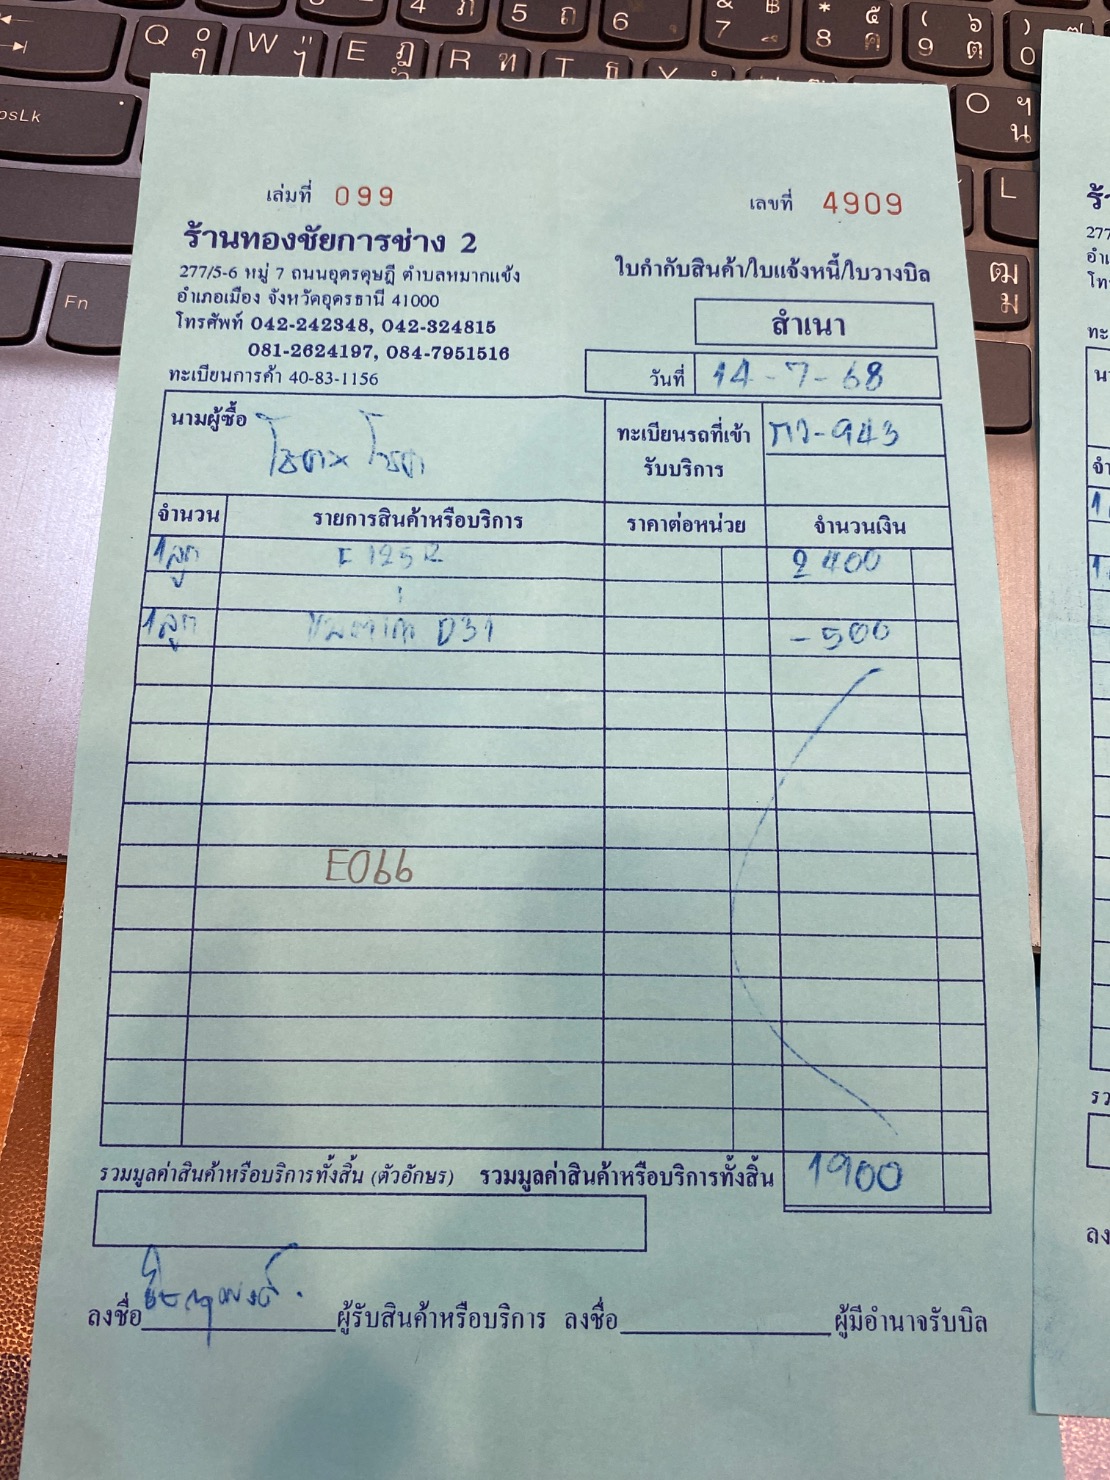 เล่มที่ 099
เลขที่ 4909
ร้านทองชัยการช่าง 2
277/5-6 หมู่ 7 ถนนอุดรดุษฎี ตำบลหมากแข้ง
อำเภอเมือง จังหวัดอุดรธานี 41000
โทรศัพท์ 042-242348, 042-324815
081-2624197, 084-7951516
ทะเบียนการค้า 40-83-1156
ใบกำกับสินค้า/ใบแจ้งหนี้/ใบวางบิล
สำเนา
วันที่ 14-7-68
นามผู้ซื้อ
ทะเบียนรถที่เข้ารับบริการ -943
จำนวน รายการสินค้าหรือบริการ ราคาต่อหน่วย จำนวนเงิน
1ลูก 125R 2400
1ลูก D31 -500
E066
รวมมูลค่าสินค้าหรือบริการทั้งสิ้น (ตัวอักษร) รวมมูลค่าสินค้าหรือบริการทั้งสิ้น 1900
ลงชื่อ ผู้รับสินค้าหรือบริการ ลงชื่อ ผู้มีอำนาจรับบิล